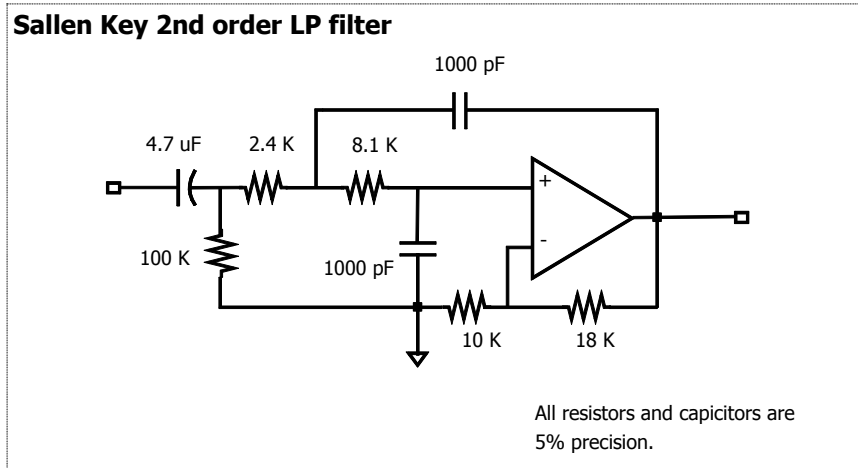 Sallen Key 2nd order LP filter
1000 pF
4.7 uF
2.4 K
8.1 K
+
-
100 K
1000 pF
10 K
18 K
All resistors and capicitors are
5% precision.